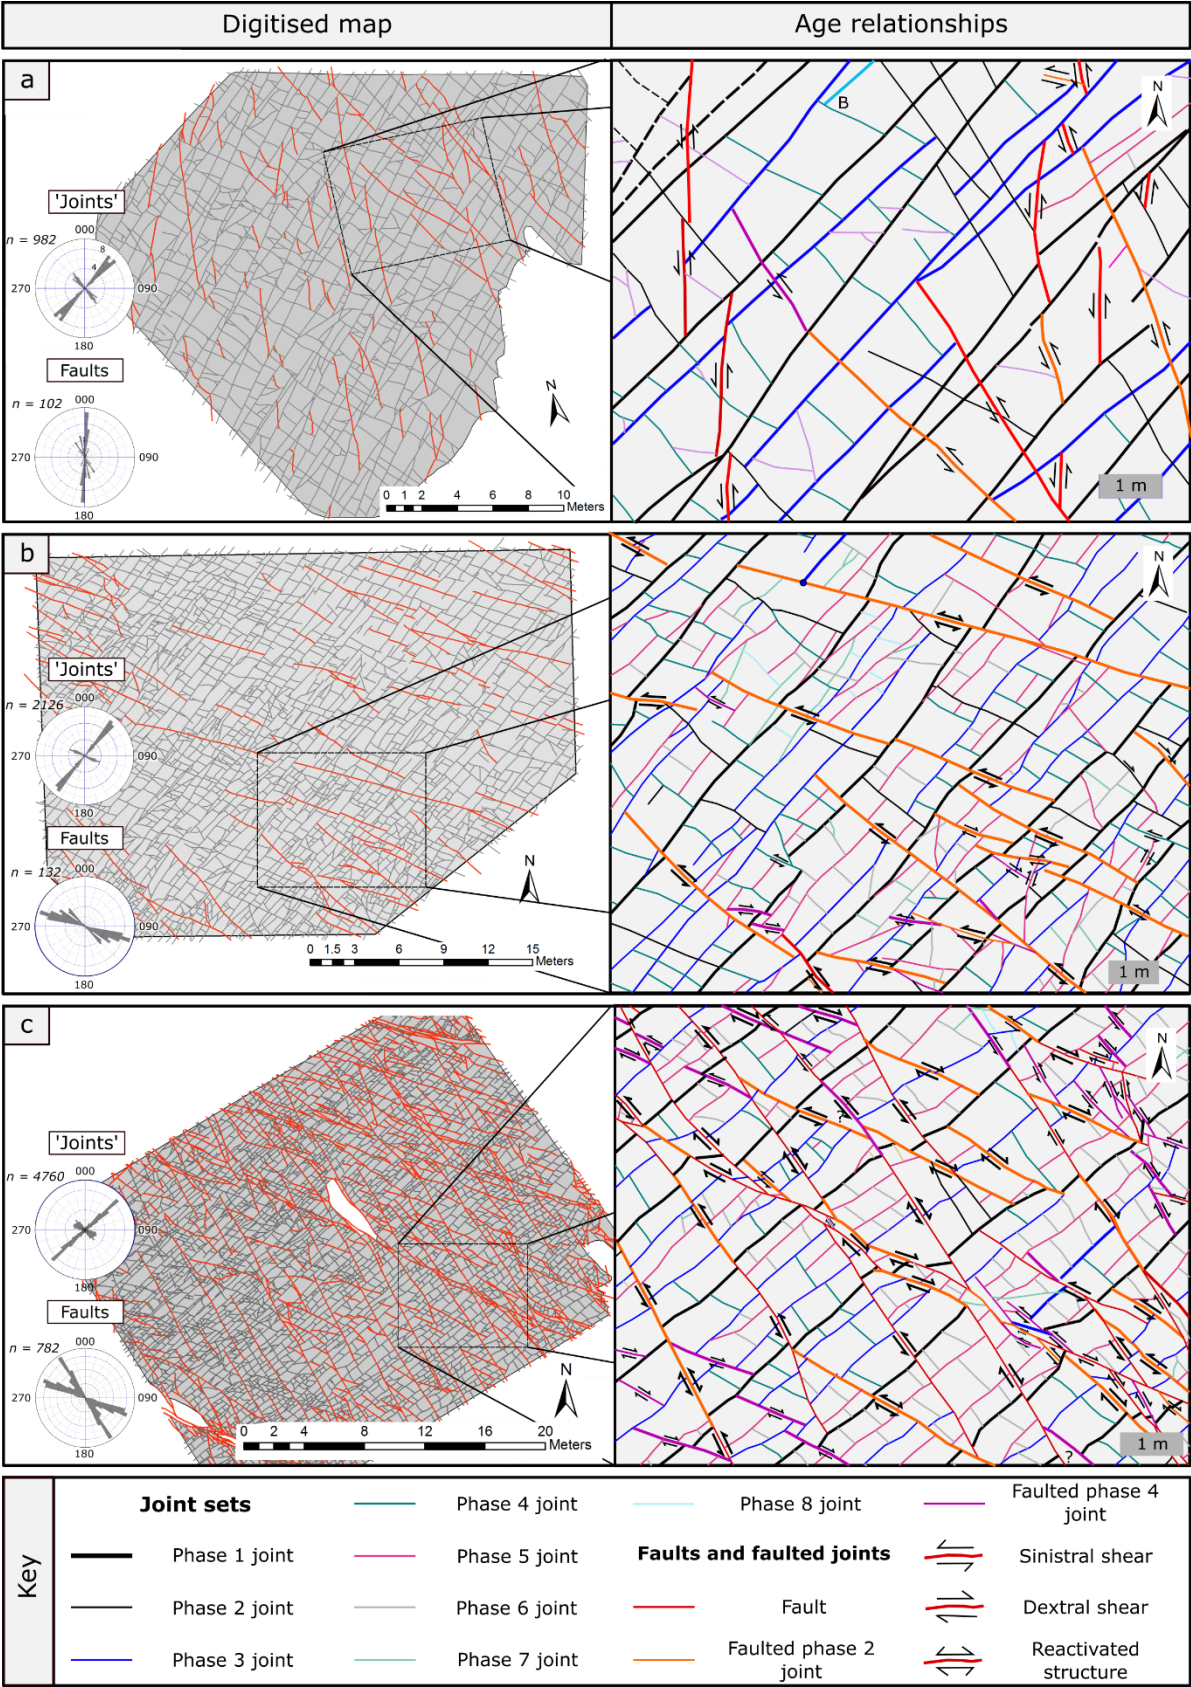 Digitised map
Age relationships
a
'Joints'
n = 982
000
8
4
270
090
180
Faults
n = 102
000
270
090
180
N
0 1 2 4 6 8 10
Meters
B
N
1 m
b
'Joints'
n = 2126
000
270
090
180
Faults
n = 132
000
270
090
180
N
0 1.5 3 6 9 12 15
Meters
N
1 m
c
'Joints'
n = 4760
000
270
090
180
Faults
n = 782
000
270
090
180
N
0 2 4 8 12 16 20
Meters
?
N
?
1 m
Key
Joint sets
Phase 1 joint
Phase 2 joint
Phase 3 joint
Phase 4 joint
Phase 5 joint
Phase 6 joint
Phase 7 joint
Phase 8 joint
Faults and faulted joints
Fault
Faulted phase 2
joint
Faulted phase 4
joint
Sinistral shear
Dextral shear
Reactivated
structure